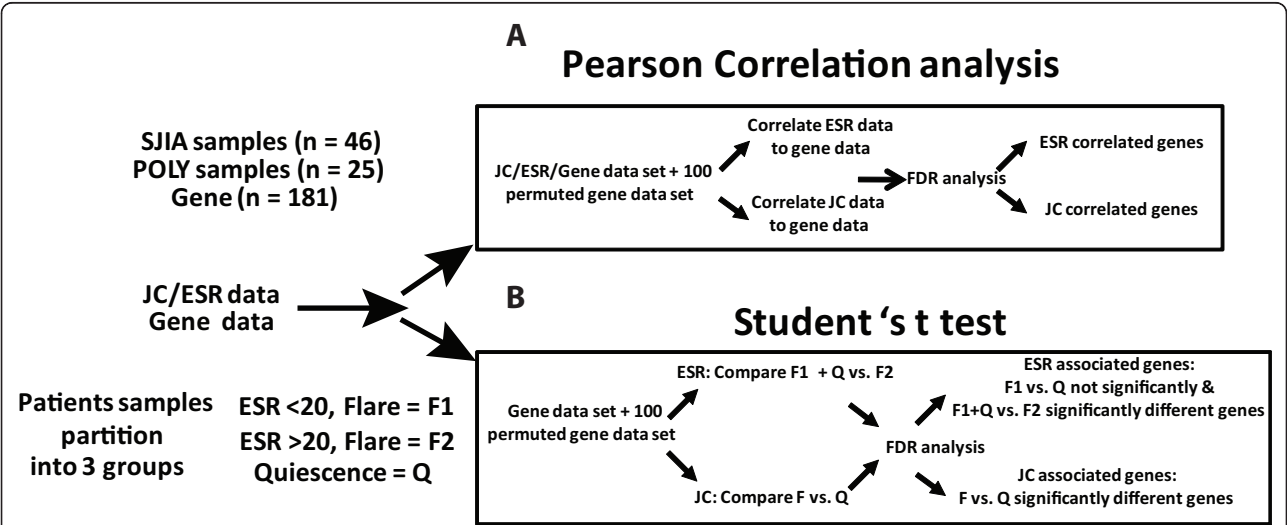 A
Pearson Correlation analysis
SJIA samples (n = 46)
POLY samples (n = 25)
Gene (n = 181)
JC/ESR/Gene data set + 100
permuted gene data set
Correlate ESR data
to gene data
Correlate JC data
to gene data
FDR analysis
ESR correlated genes
JC correlated genes
JC/ESR data
Gene data
B
Student 's t test
Patients samples
partition
into 3 groups
ESR <20, Flare = F1
ESR >20, Flare = F2
Quiescence = Q
Gene data set + 100
permuted gene data set
ESR: Compare F1 + Q vs. F2
JC: Compare F vs. Q
FDR analysis
ESR associated genes:
F1 vs. Q not significantly &
F1+Q vs. F2 significantly different genes
JC associated genes:
F vs. Q significantly different genes